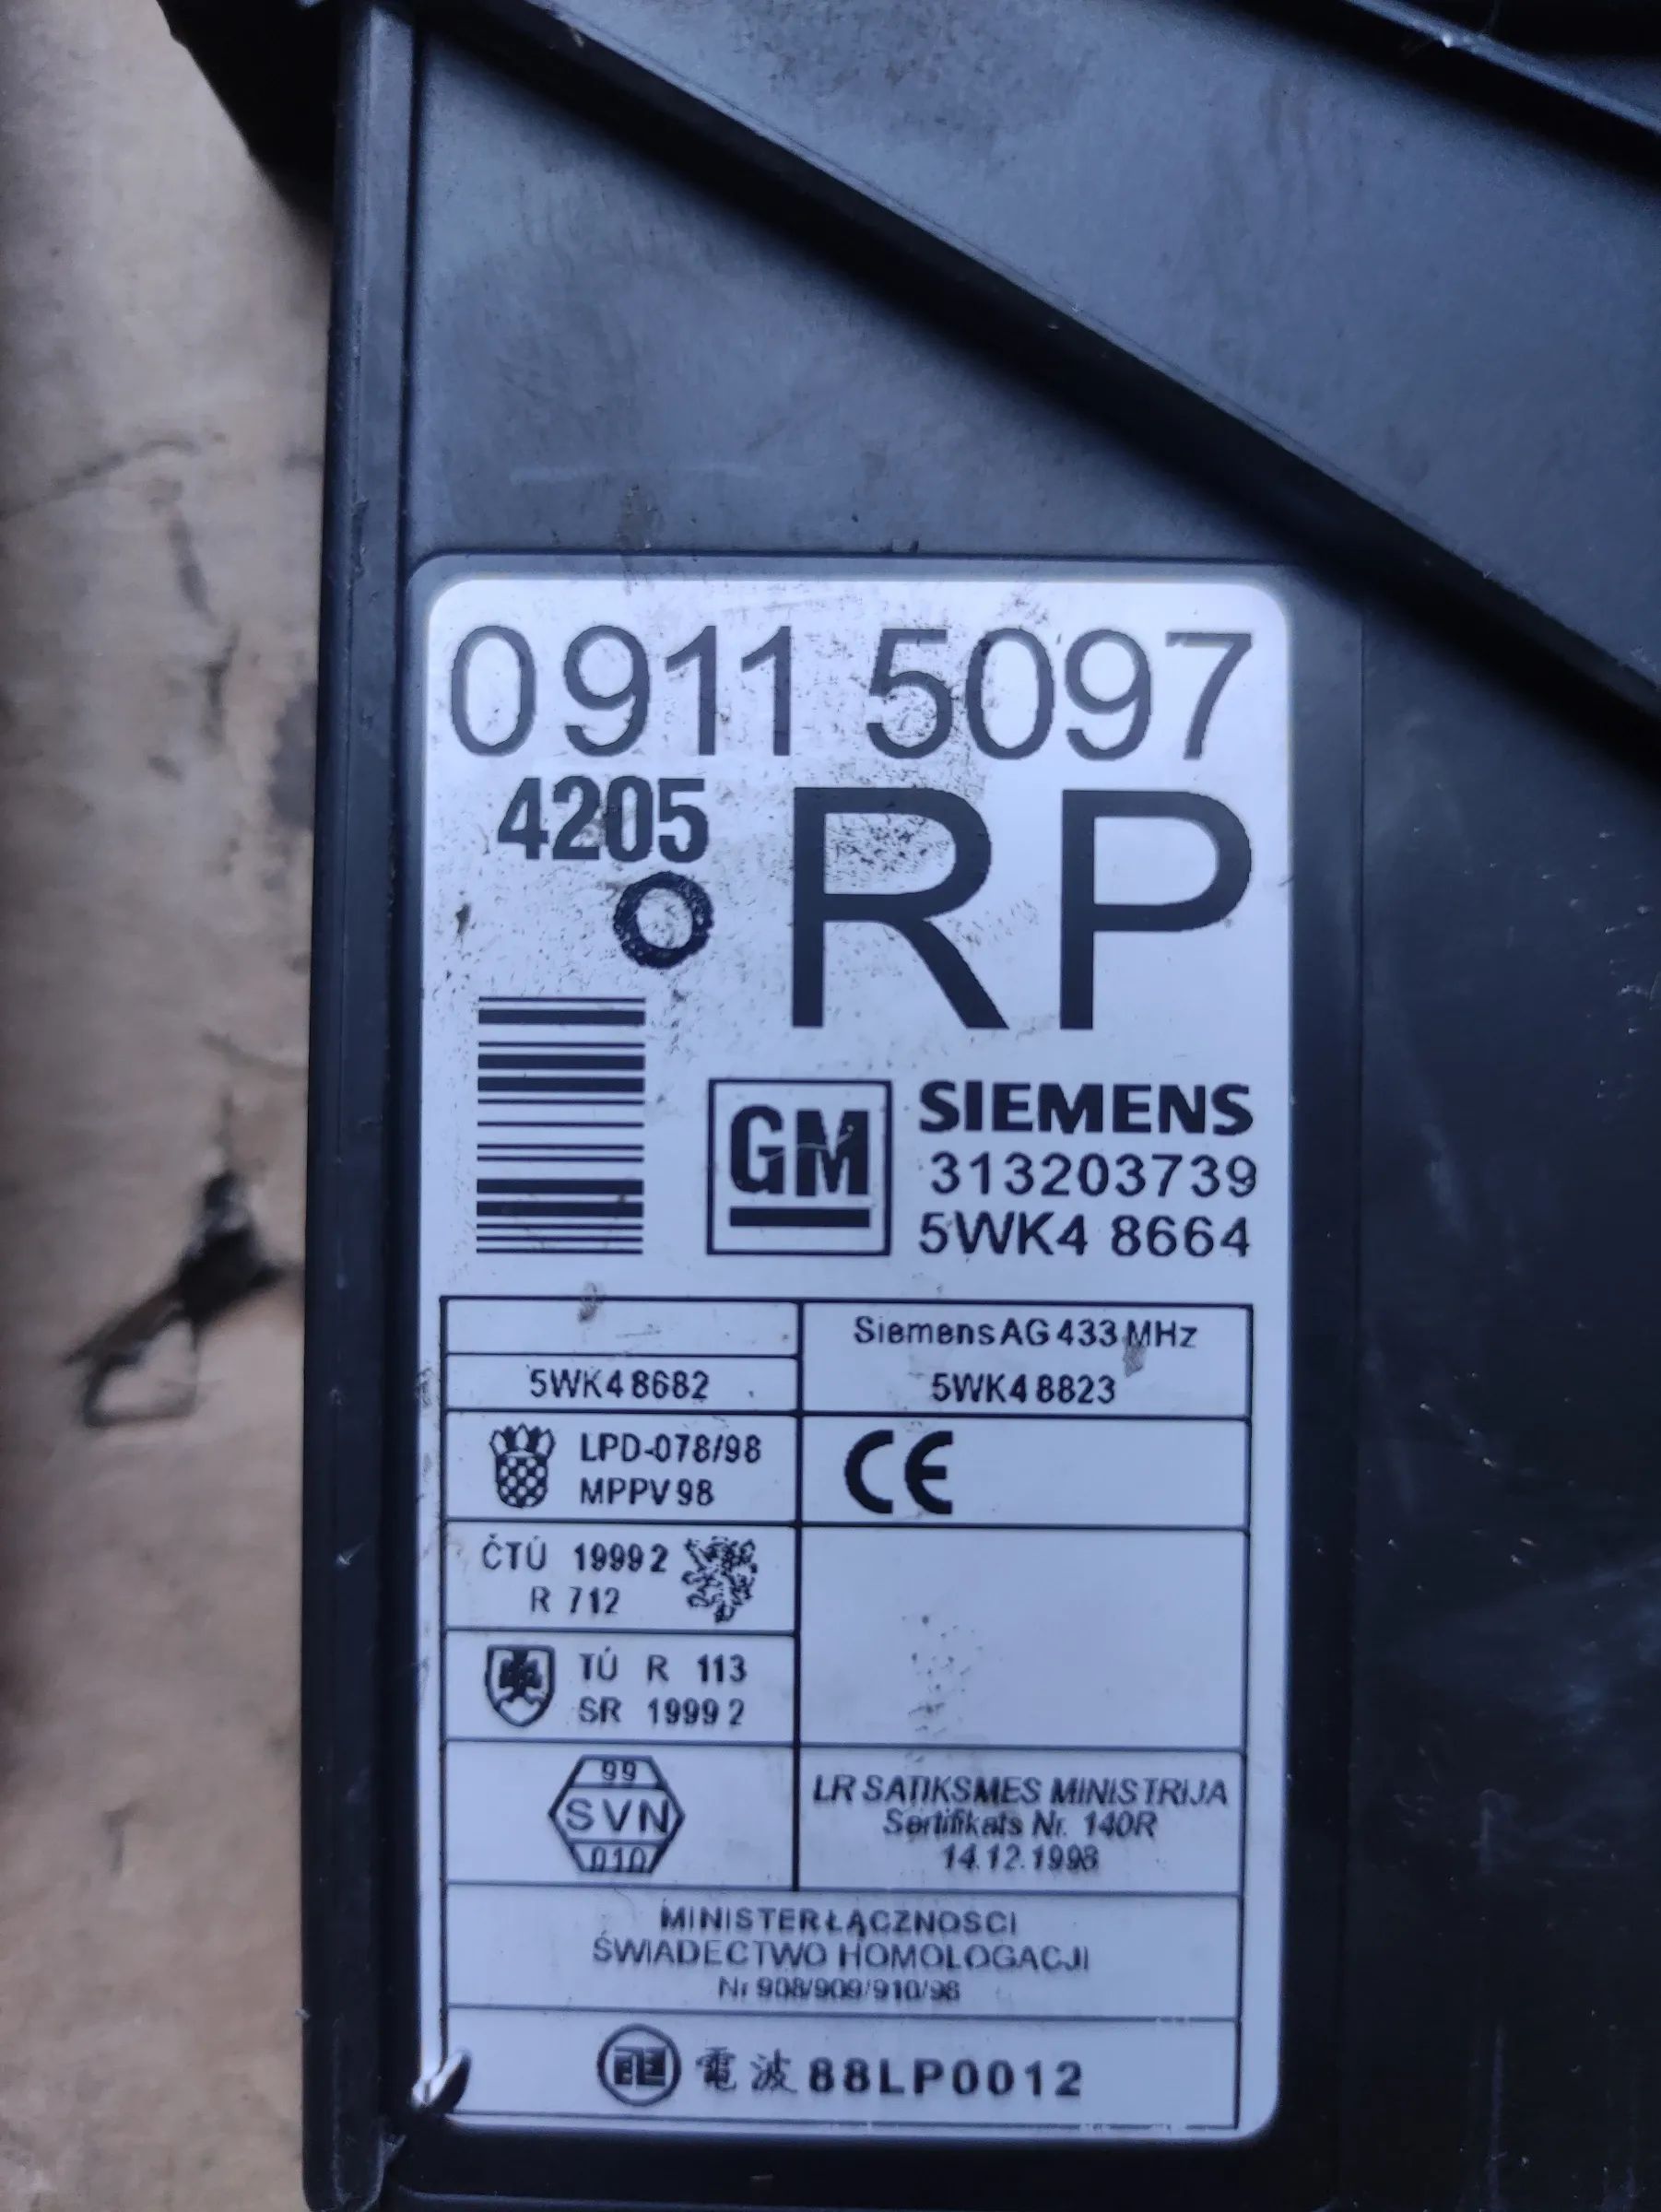 0911 5097
4205
RP
GM
SIEMENS
313203739
5WK4 8664
Siemens AG 433 MHz
5WK4 8682
5WK4 8823
LPD-078/98
MPPV 98
CE
ČTÚ 1999 2
R 712
TÚ R 113
SR 1999 2
99
SVN
010
LR SATIKSMES MINISTRIJA
Sertifikats Nr. 140R
14.12.1998
MINISTER ŁĄCZNOSCI
ŚWIADECTWO HOMOLOGACJI
Nr 908/909/910/98
電波 88LP0012